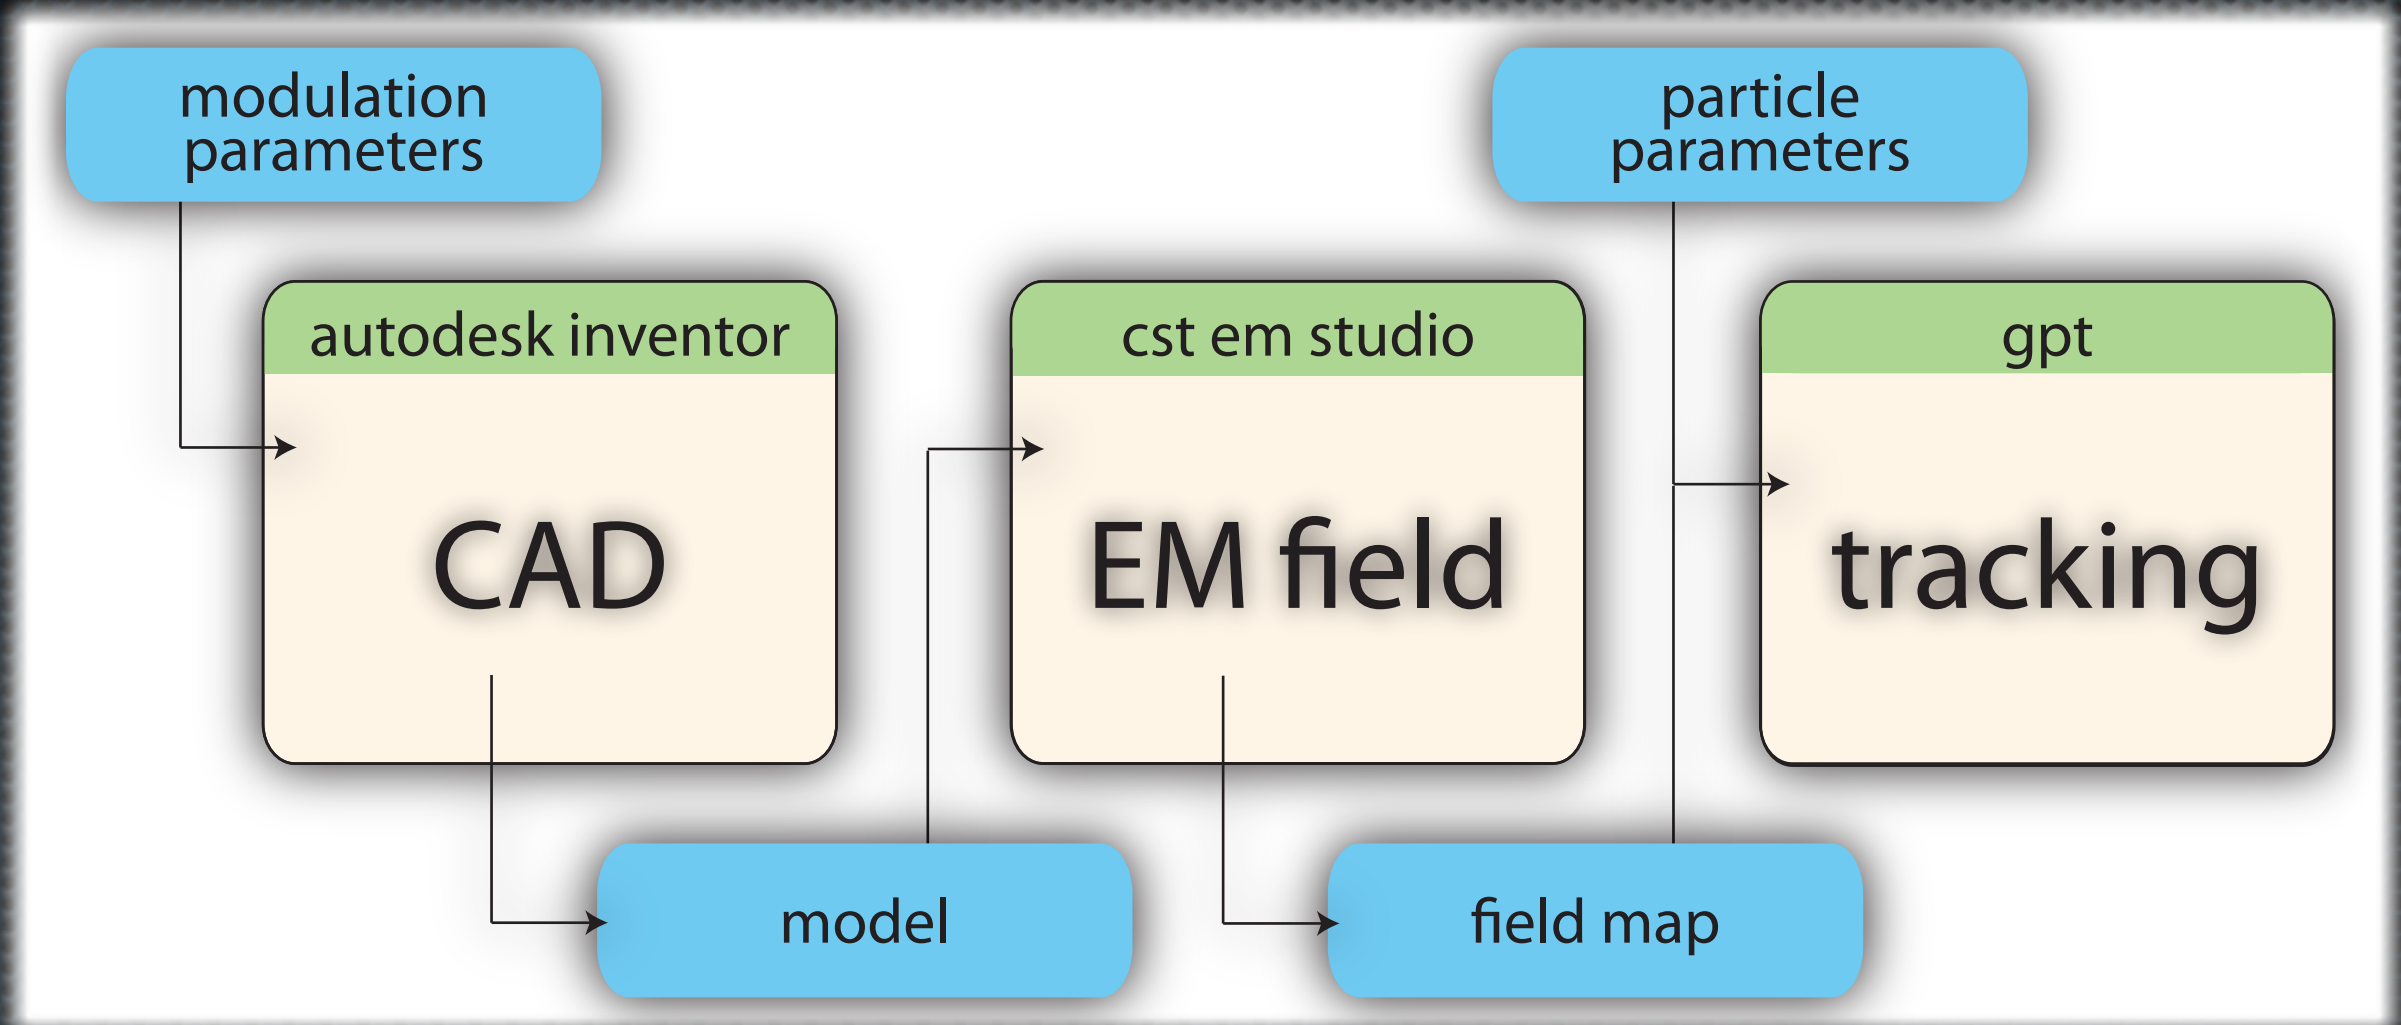 modulation
parameters
particle
parameters
autodesk inventor
CAD
cst em studio
EM field
gpt
tracking
model
field map